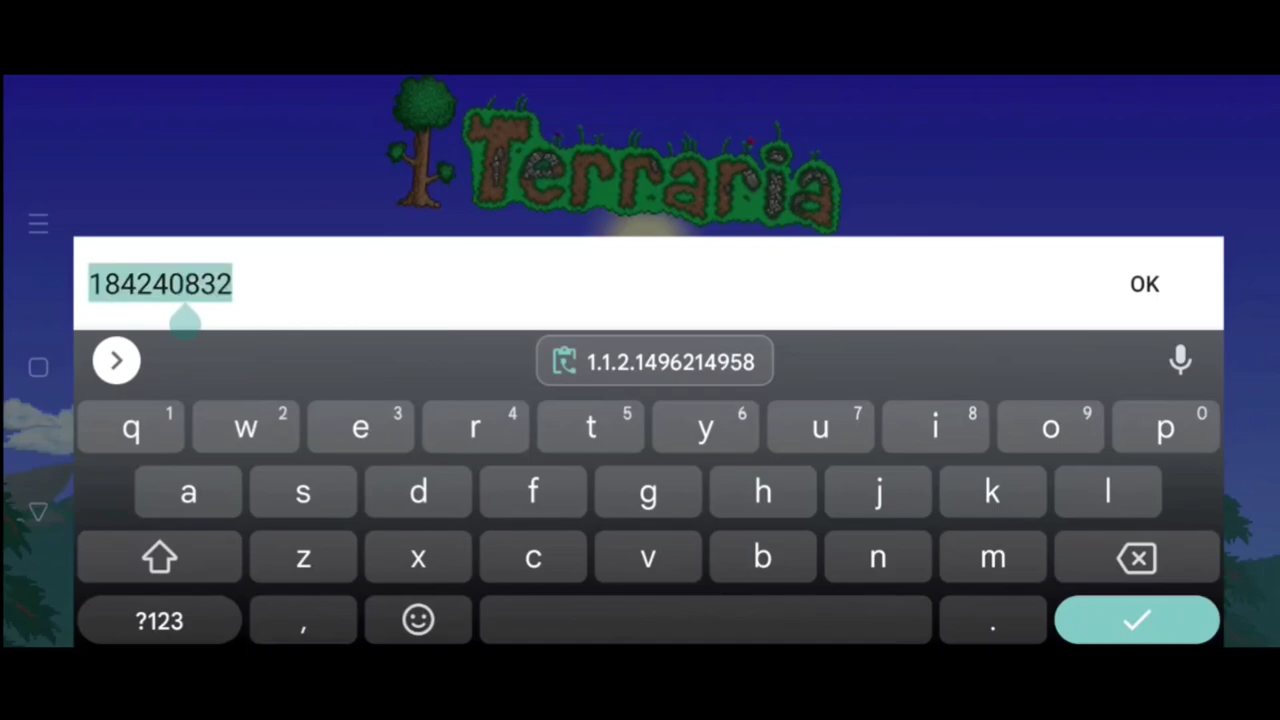 Terraria
184240832
OK
1.1.2.1496214958
q 1 w 2 e 3 r 4 t 5 y 6 u 7 i 8 o 9 p 0
a s d f g h j k l
z x c v b n m
?123 , .